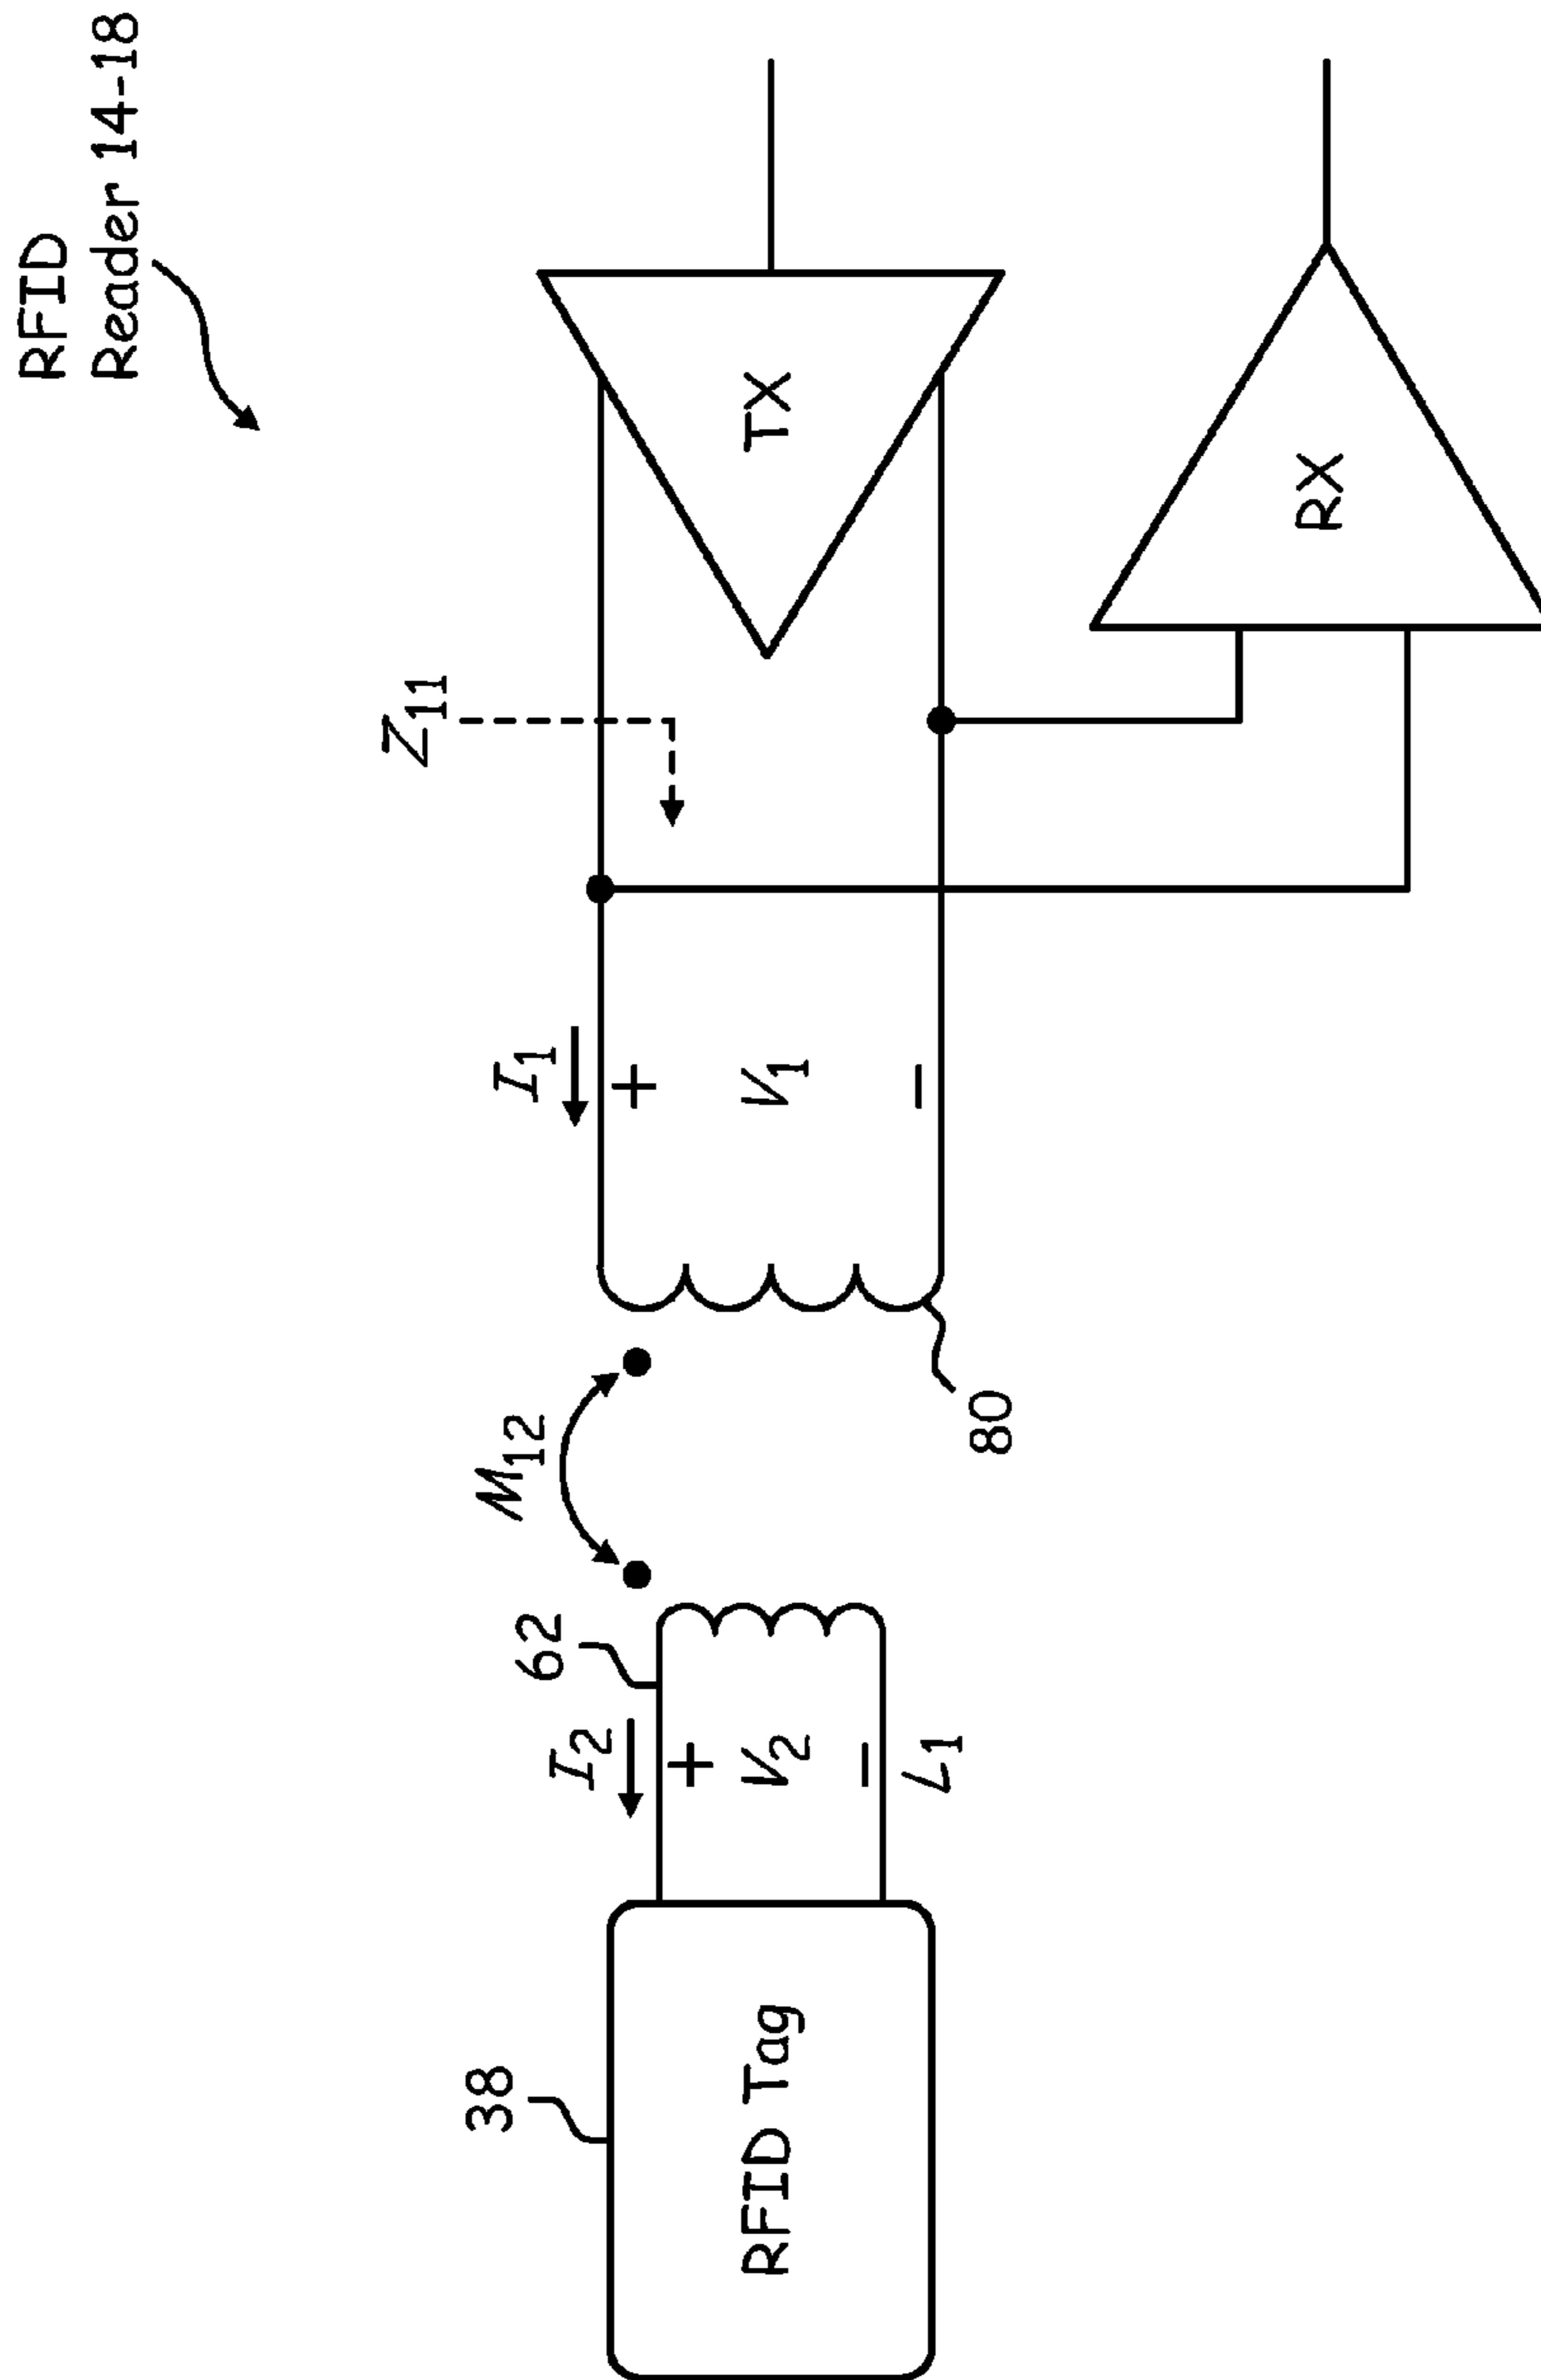 RFID
Reader 14-18
38
RFID Tag
62
I2
+
V2
−
L1
M12
80
I1
+
V1
−
Z11
TX
RX